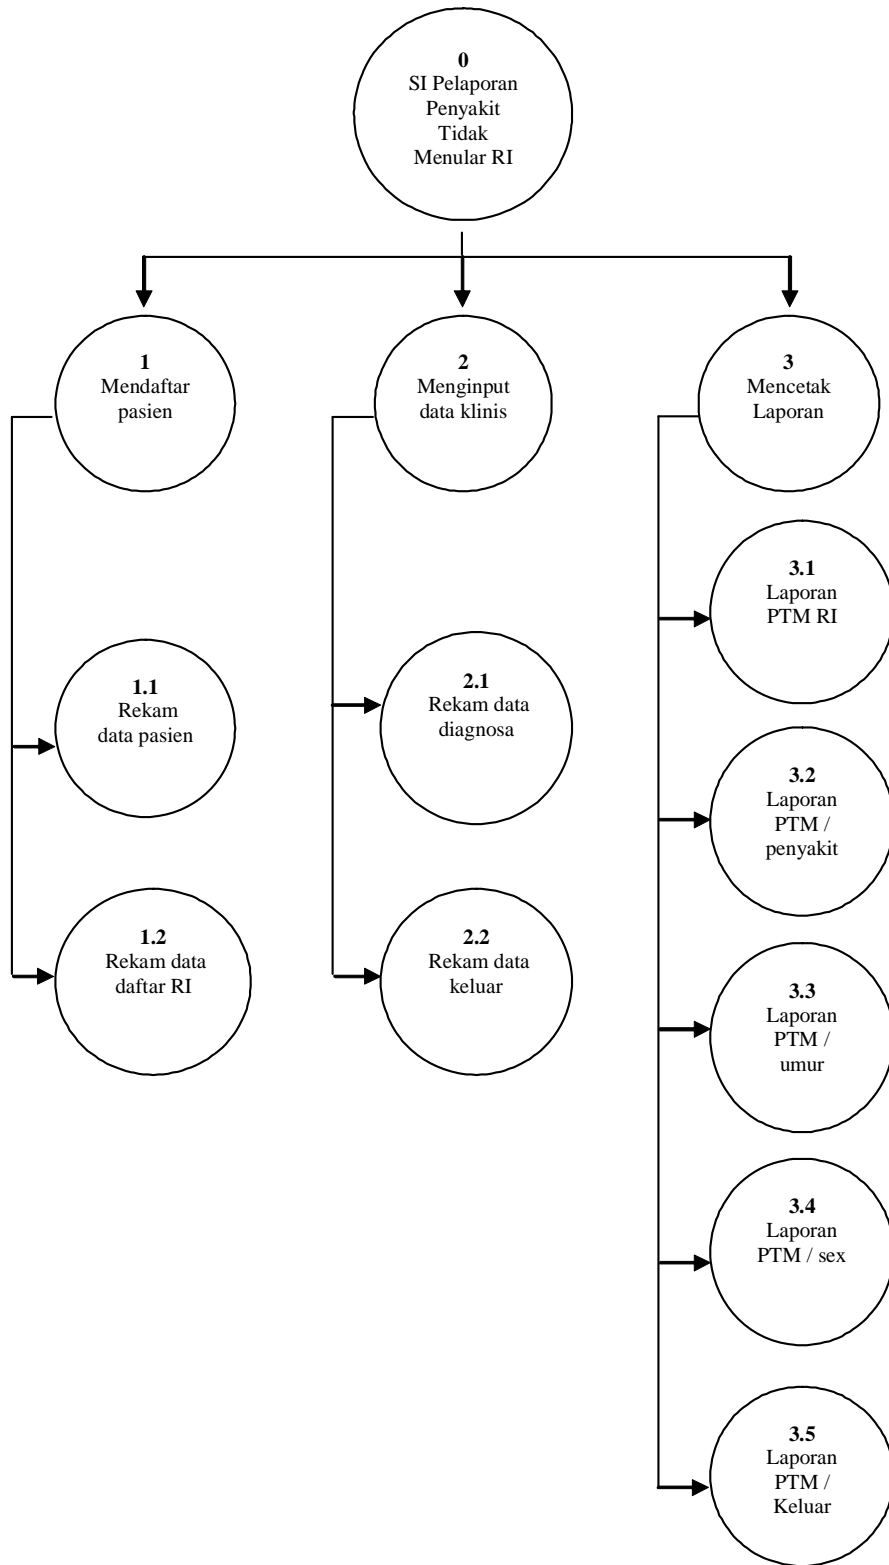 0
SI Pelaporan
Penyakit
Tidak
Menular RI
1
Mendaftar
pasien
2
Menginput
data klinis
3
Mencetak
Laporan
3.1
Laporan
PTM RI
1.1
Rekam
data pasien
2.1
Rekam data
diagnosa
3.2
Laporan
PTM /
penyakit
1.2
Rekam data
daftar RI
2.2
Rekam data
keluar
3.3
Laporan
PTM /
umur
3.4
Laporan
PTM / sex
3.5
Laporan
PTM /
Keluar